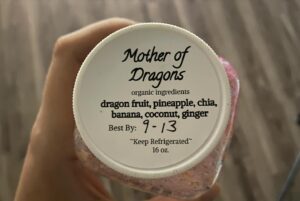 Mother of
Dragons
organic ingredients
dragon fruit, pineapple, chia,
banana, coconut, ginger
Best By: 9-13
"Keep Refrigerated"
16 oz.